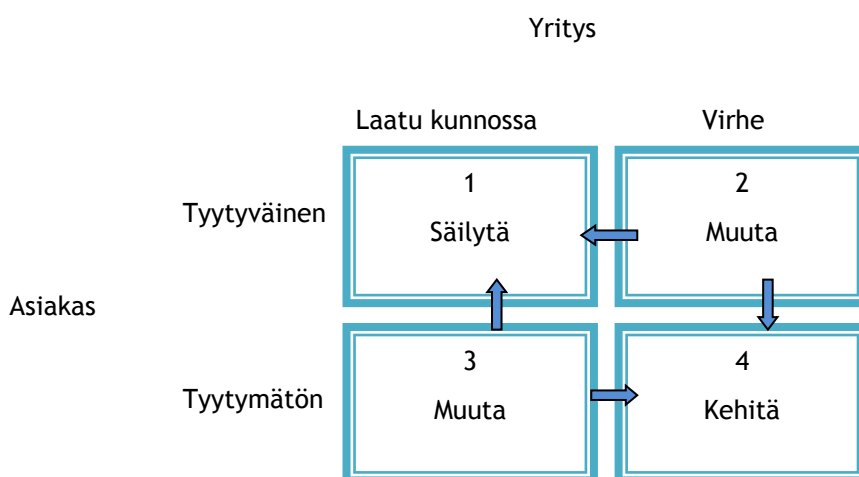 Yritys
Laatu kunnossa Virhe
1 2
Tyytyväinen
Säilytä Muuta
Asiakas
3 4
Tyytymätön
Muuta Kehitä